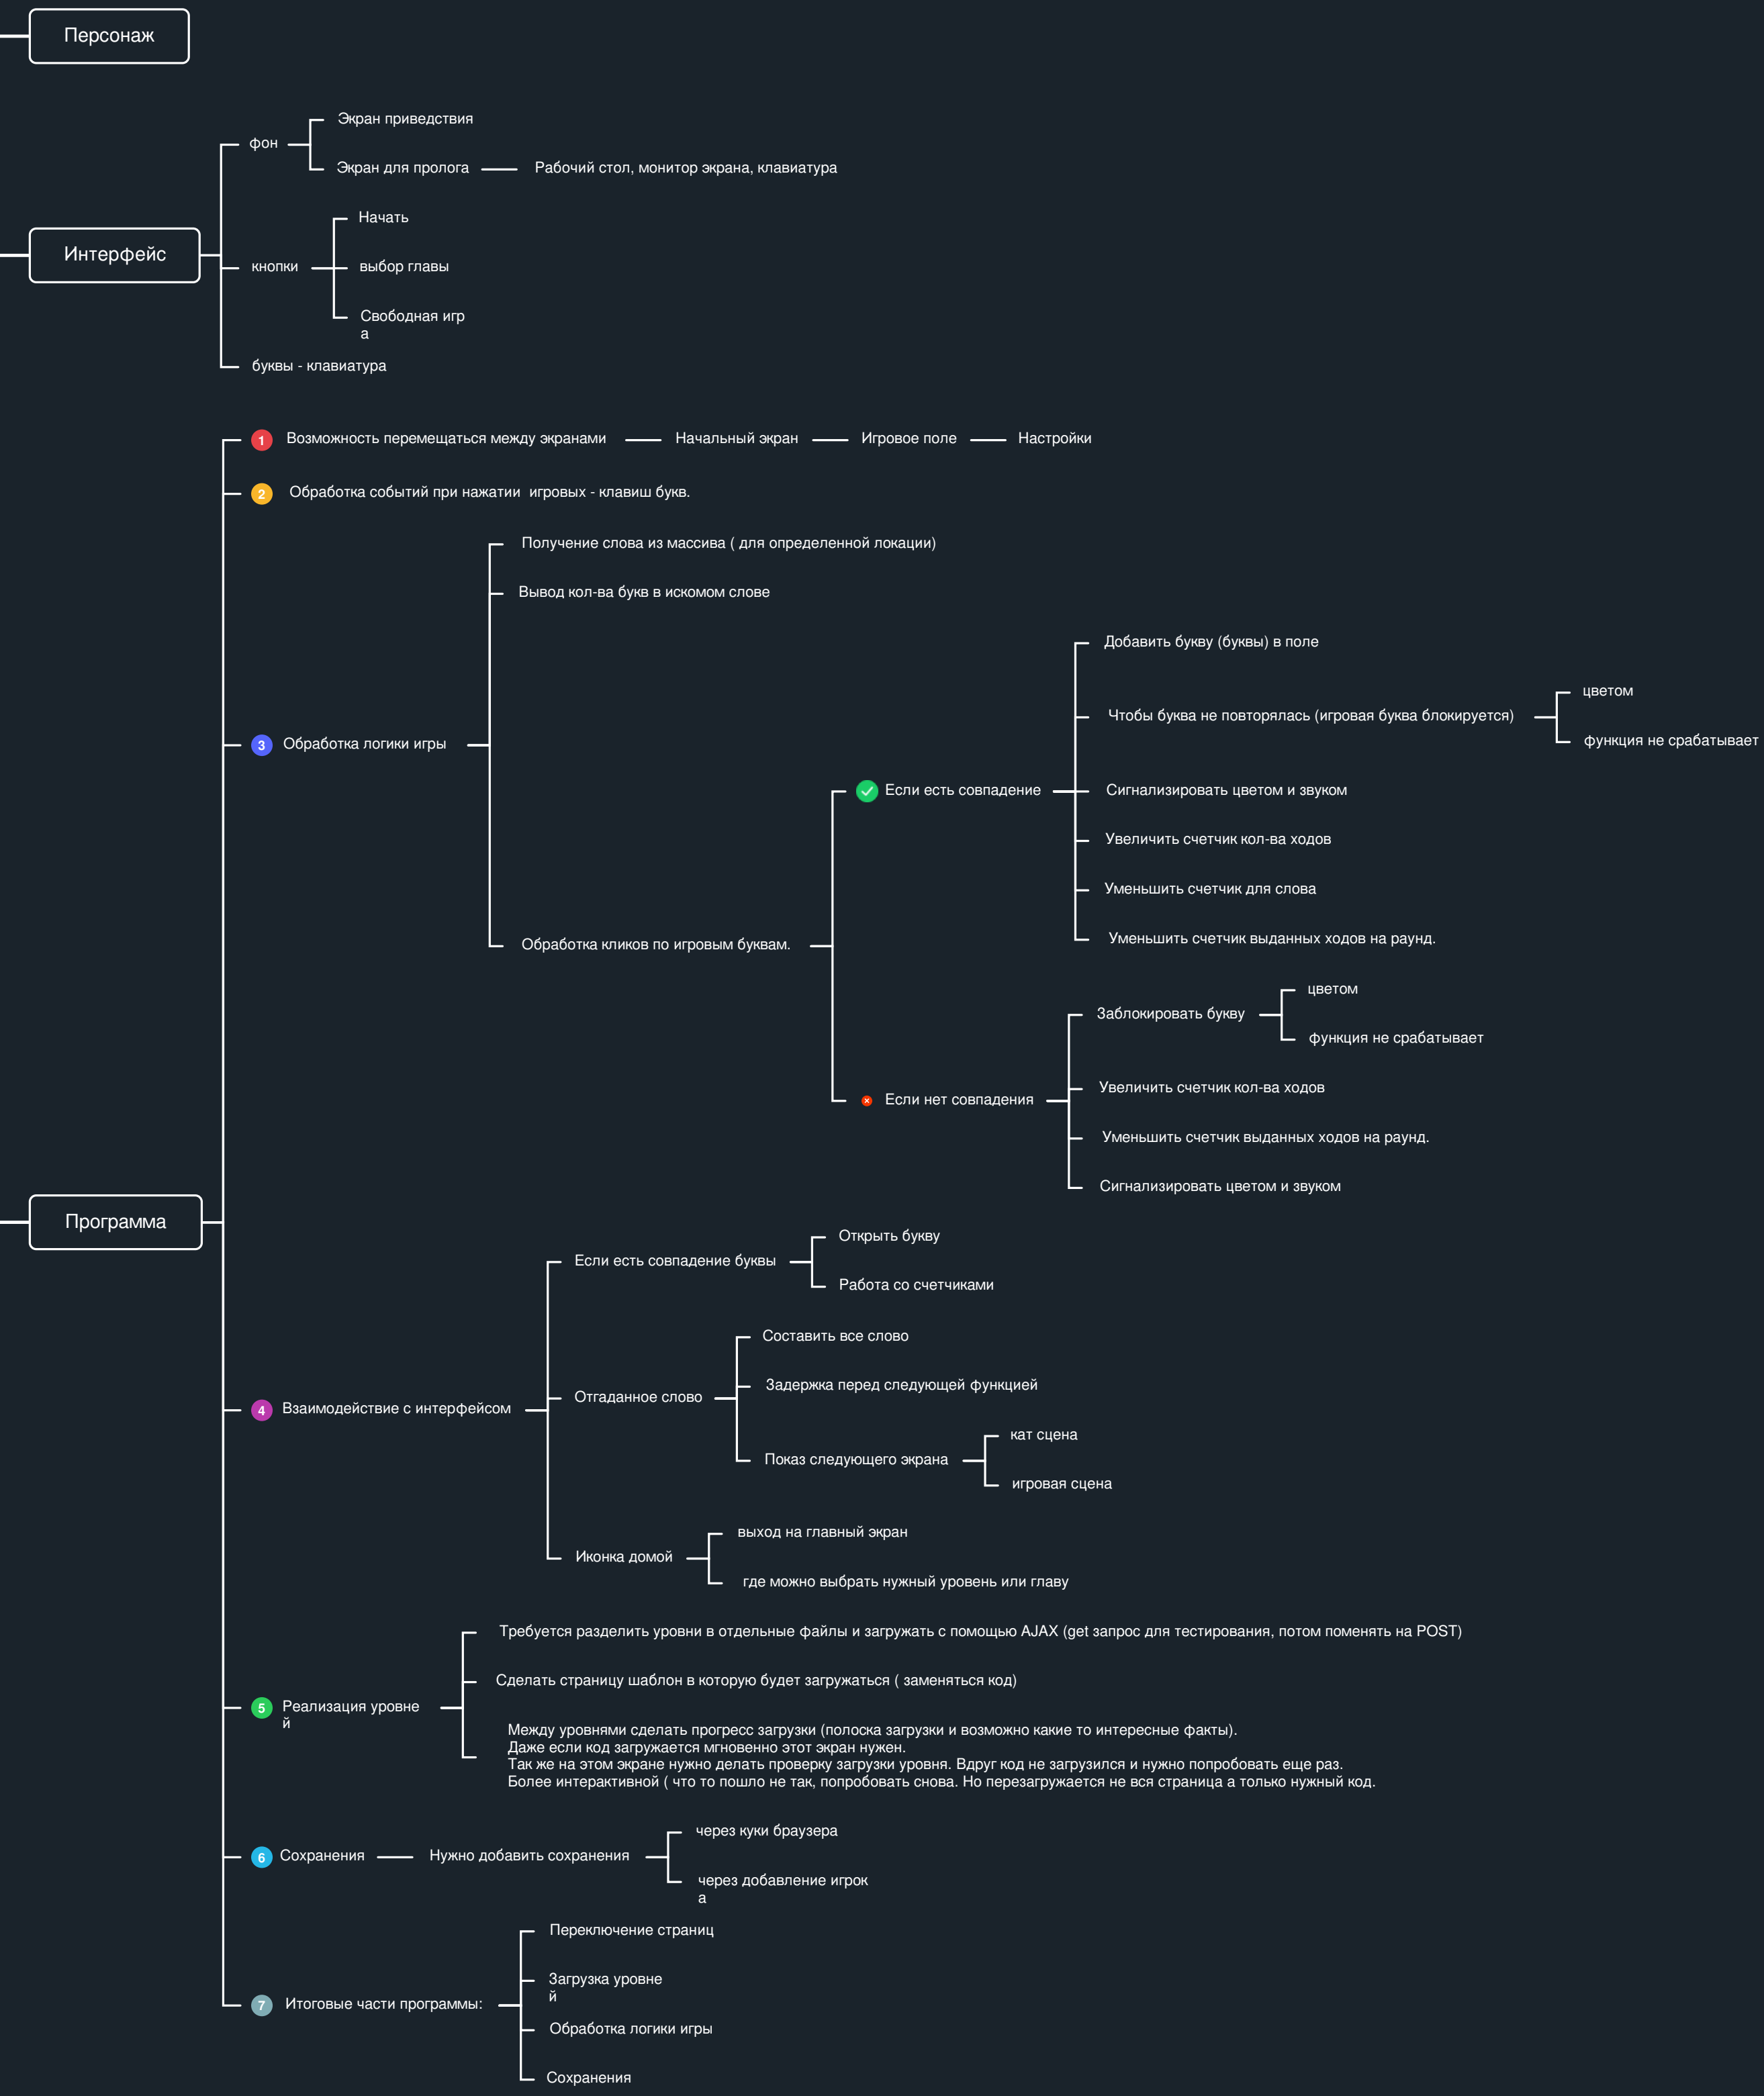 Персонаж
Экран приведствия
фон
Экран для пролога
Рабочий стол, монитор экрана, клавиатура
Начать
Интерфейс
кнопки
выбор главы
Свободная игр
а
буквы - клавиатура
1
Возможность перемещаться между экранами
Начальный экран
Игровое поле
Настройки
2
Обработка событий при нажатии  игровых - клавиш букв.
Получение слова из массива ( для определенной локации)
Вывод кол-ва букв в искомом слове
Добавить букву (буквы) в поле
цветом
Чтобы буква не повторялась (игровая буква блокируется)
функция не срабатывает
3
Обработка логики игры
Если есть совпадение
Сигнализировать цветом и звуком
Увеличить счетчик кол-ва ходов
Уменьшить счетчик для слова
Уменьшить счетчик выданных ходов на раунд.
Обработка кликов по игровым буквам.
цветом
Заблокировать букву
функция не срабатывает
Увеличить счетчик кол-ва ходов
Если нет совпадения
Уменьшить счетчик выданных ходов на раунд.
Сигнализировать цветом и звуком
Программа
Открыть букву
Если есть совпадение буквы
Работа со счетчиками
Составить все слово
Задержка перед следующей функцией
Отгаданное слово
4
Взаимодействие с интерфейсом
кат сцена
Показ следующего экрана
игровая сцена
выход на главный экран
Иконка домой
где можно выбрать нужный уровень или главу
Требуется разделить уровни в отдельные файлы и загружать с помощью AJAX (get запрос для тестирования, потом поменять на POST)
Сделать страницу шаблон в которую будет загружаться ( заменяться код)
5
Реализация уровне
й
Между уровнями сделать прогресс загрузки (полоска загрузки и возможно какие то интересные факты).
Даже если код загружается мгновенно этот экран нужен.
Так же на этом экране нужно делать проверку загрузки уровня. Вдруг код не загрузился и нужно попробовать еще раз.
Более интерактивной ( что то пошло не так, попробовать снова. Но перезагружается не вся страница а только нужный код.
через куки браузера
6
Сохранения
Нужно добавить сохранения
через добавление игрок
а
Переключение страниц
Загрузка уровне
й
7
Итоговые части программы:
Обработка логики игры
Сохранения